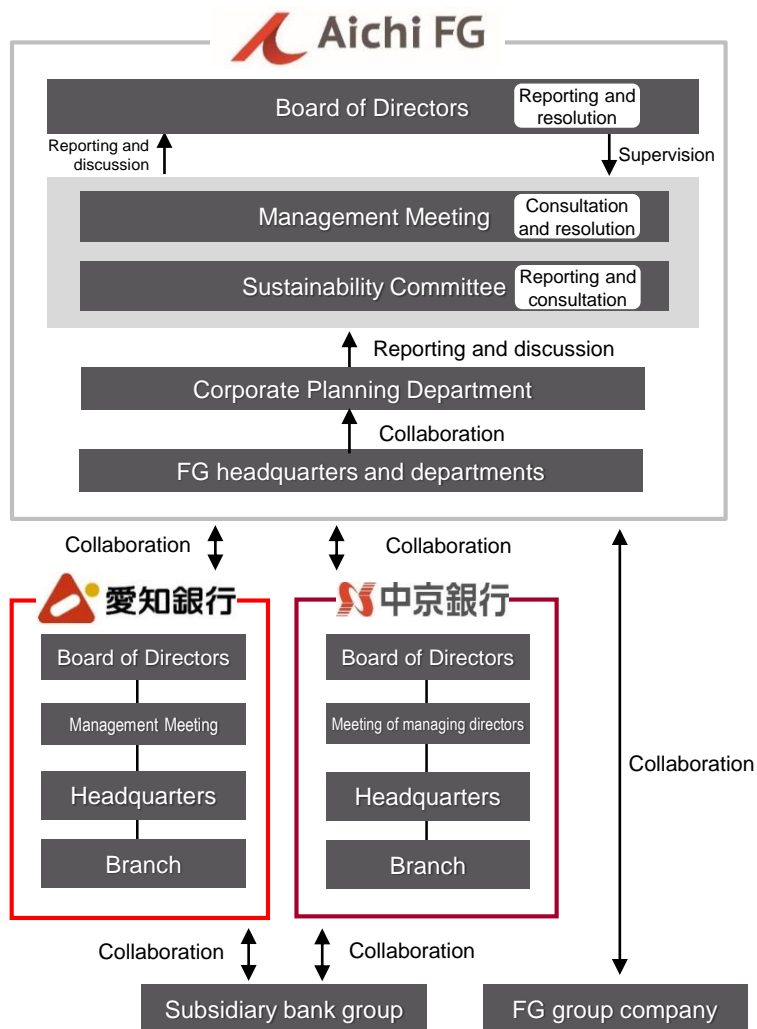 Aichi FG
Board of Directors
Reporting and
resolution
Reporting and
discussion
Supervision
Management Meeting
Consultation
and resolution
Sustainability Committee
Reporting and
consultation
Reporting and discussion
Corporate Planning Department
Collaboration
FG headquarters and departments
Collaboration
Collaboration
愛知銀行
中京銀行
Board of Directors
Board of Directors
Management Meeting
Meeting of managing directors
Headquarters
Headquarters
Collaboration
Branch
Branch
Collaboration
Collaboration
Subsidiary bank group
FG group company